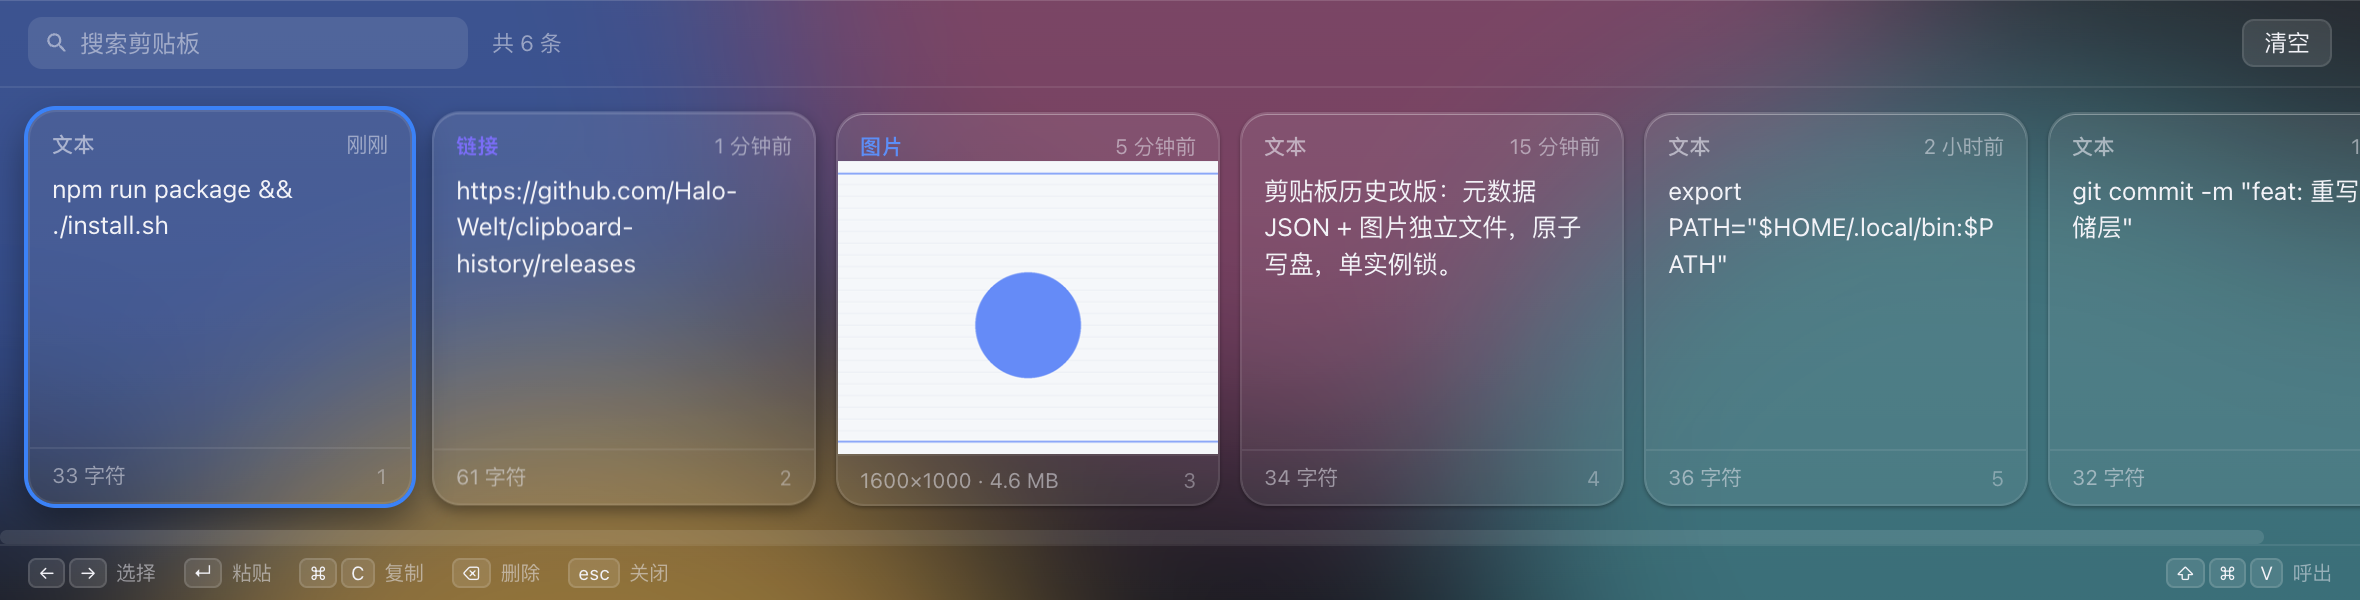 搜索剪贴板
共 6 条
清空
文本
刚刚
npm run package &&
./install.sh
33 字符
1
链接
1 分钟前
https://github.com/Halo-
Welt/clipboard-
history/releases
61 字符
2
图片
5 分钟前
1600×1000 · 4.6 MB
3
文本
15 分钟前
剪贴板历史改版：元数据
JSON + 图片独立文件，原子
写盘，单实例锁。
34 字符
4
文本
2 小时前
export
PATH="$HOME/.local/bin:$P
ATH"
36 字符
5
文本
1
git commit -m "feat: 重写
储层"
32 字符
← → 选择
↵ 粘贴
⌘ C 复制
⌫ 删除
esc 关闭
⇧ ⌘ V 呼出